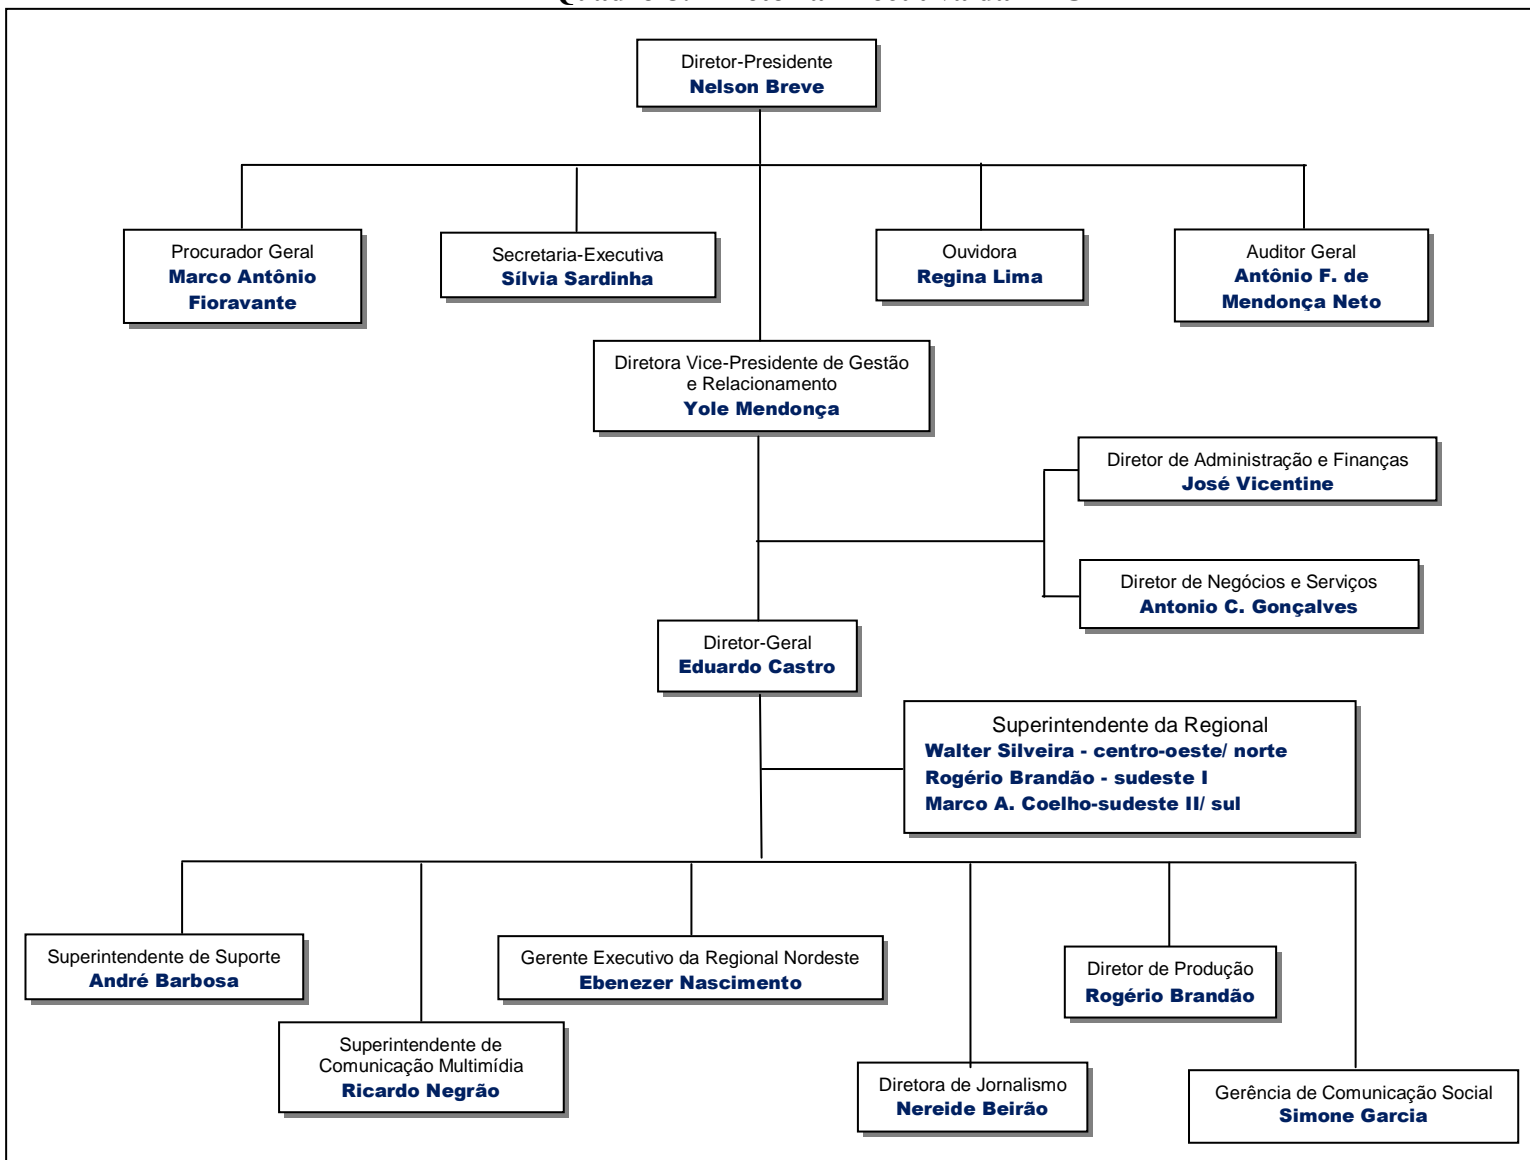 Diretor-Presidente
Nelson Breve
Procurador Geral
Marco Antônio
Fioravante
Secretaria-Executiva
Sílvia Sardinha
Ouvidora
Regina Lima
Auditor Geral
Antônio F. de
Mendonça Neto
Diretora Vice-Presidente de Gestão
e Relacionamento
Yole Mendonça
Diretor de Administração e Finanças
José Vicentine
Diretor de Negócios e Serviços
Antonio C. Gonçalves
Diretor-Geral
Eduardo Castro
Superintendente da Regional
Walter Silveira - centro-oeste/ norte
Rogério Brandão - sudeste I
Marco A. Coelho-sudeste II/ sul
Superintendente de Suporte
André Barbosa
Gerente Executivo da Regional Nordeste
Ebenezer Nascimento
Diretor de Produção
Rogério Brandão
Superintendente de
Comunicação Multimídia
Ricardo Negrão
Diretora de Jornalismo
Nereide Beirão
Gerência de Comunicação Social
Simone Garcia